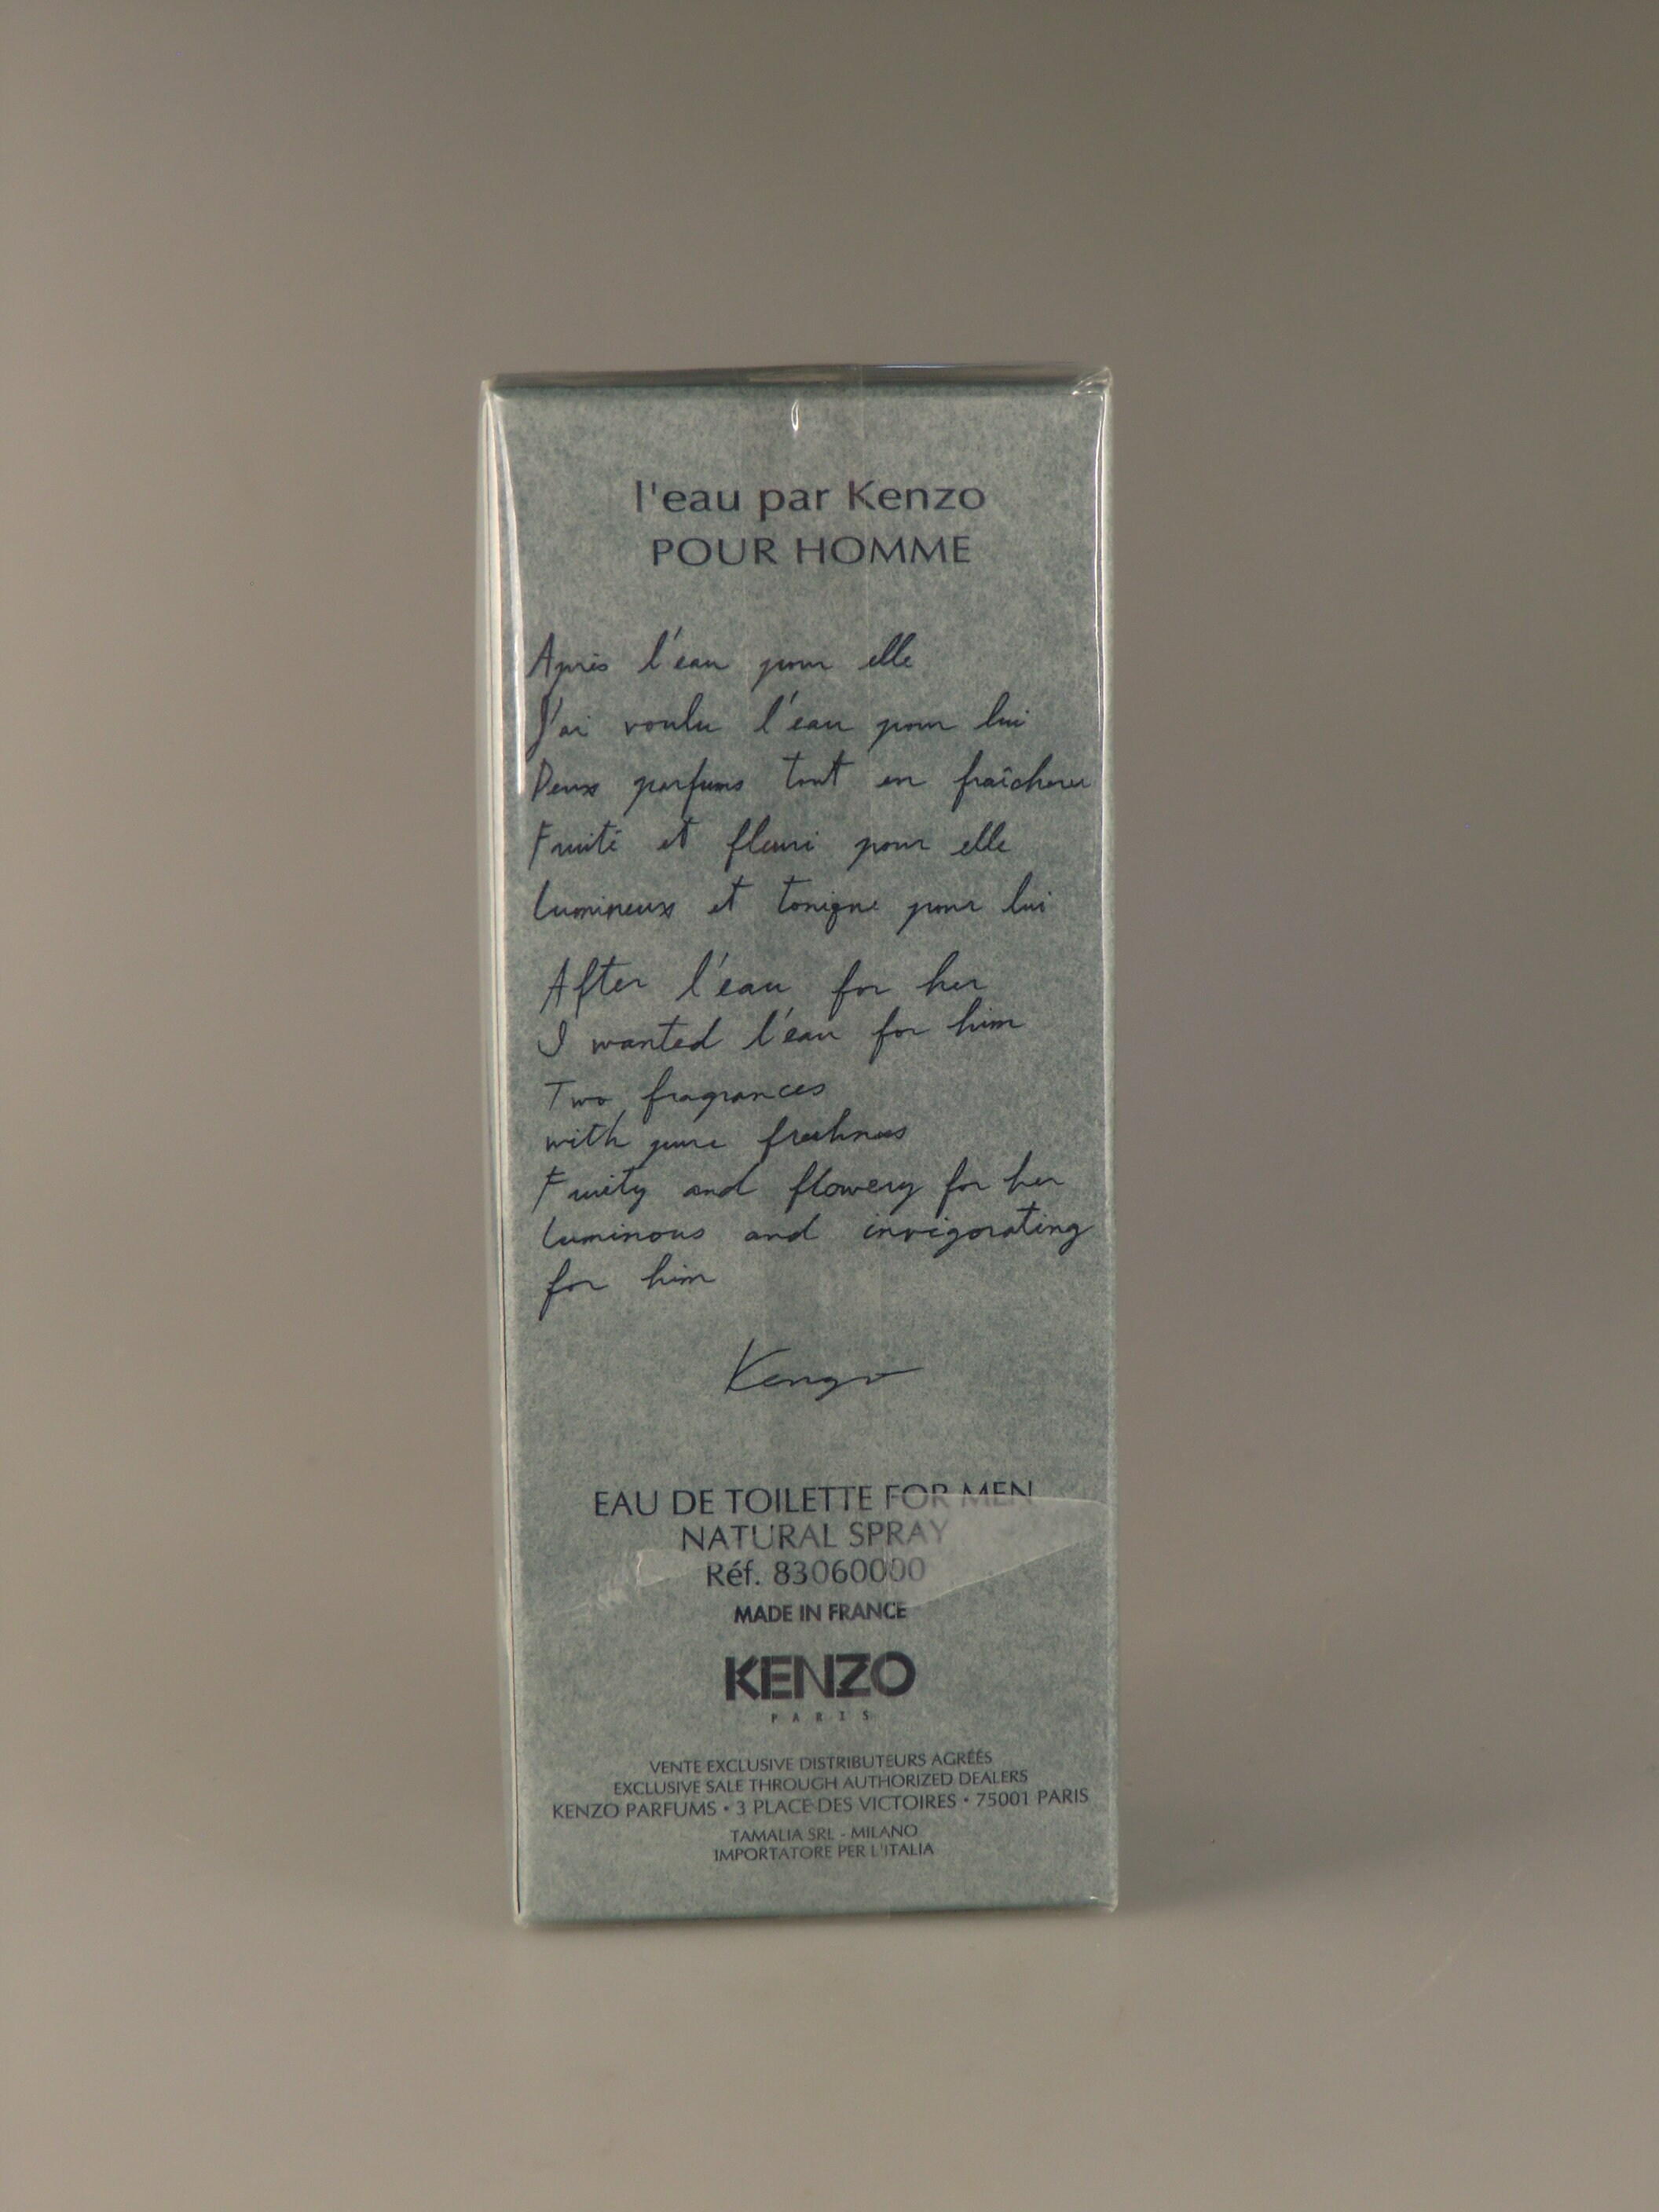 l'eau par Kenzo
POUR HOMME
Après l'eau pour elle
J'ai voulu l'eau pour lui
Deux parfums tout en fraîcheur
Fruité et fleuri pour elle
Lumineux et tonique pour lui
After l'eau for her
I wanted l'eau for him
Two fragrances
with pure freshness
Fruity and flowery for her
Luminous and invigorating
for him
Kenzo
EAU DE TOILETTE FOR MEN
NATURAL SPRAY
Réf. 83060000
MADE IN FRANCE
KENZO
PARIS
VENTE EXCLUSIVE DISTRIBUTEURS AGRÉÉS
EXCLUSIVE SALE THROUGH AUTHORIZED DEALERS
KENZO PARFUMS • 3 PLACE DES VICTOIRES • 75001 PARIS
TAMALIA SRL - MILANO
IMPORTATORE PER L'ITALIA